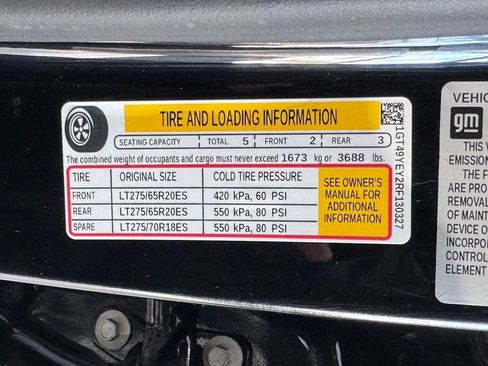 TIRE AND LOADING INFORMATION
SEATING CAPACITY TOTAL 5 FRONT 2 REAR 3
The combined weight of occupants and cargo must never exceed 1673 kg or 3688 lbs.
TIRE ORIGINAL SIZE COLD TIRE PRESSURE
FRONT LT275/65R20ES 420 kPa, 60 PSI
REAR LT275/65R20ES 550 kPa, 80 PSI
SPARE LT275/70R18ES 550 kPa, 80 PSI
SEE OWNER'S
MANUAL FOR
ADDITIONAL
INFORMATION
1GT49YEY2RF130327
VEHIC
gm
THIS
EMISSION
THE F
ARE PRO
REMOVAL
OF MAINT
DEVICE O
INCORPOR
CONTROL
ELEMENT